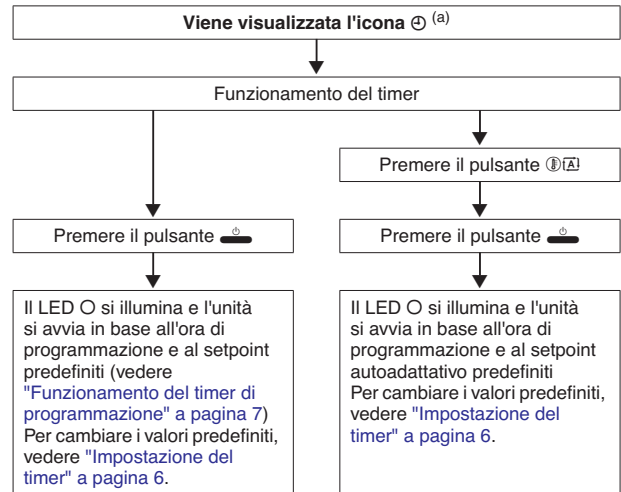 Viene visualizzata l'icona (a)
Funzionamento del timer
Premere il pulsante A
Premere il pulsante
Premere il pulsante
Il LED si illumina e l'unità
si avvia in base all'ora di
programmazione e al setpoint
predefiniti (vedere
"Funzionamento del timer di
programmazione" a pagina 7)
Per cambiare i valori predefiniti,
vedere "Impostazione del
timer" a pagina 6.
Il LED si illumina e l'unità
si avvia in base all'ora di
programmazione e al setpoint
autoadattativo predefiniti
Per cambiare i valori predefiniti,
vedere "Impostazione del
timer" a pagina 6.